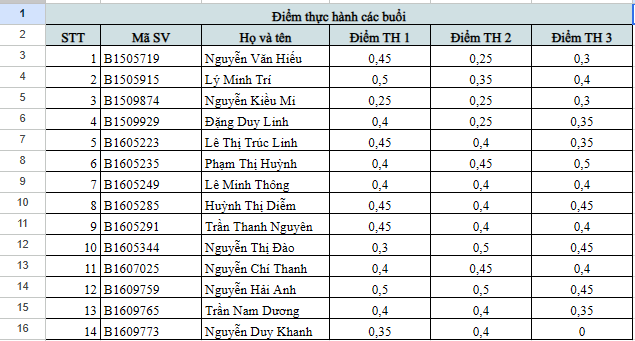 1 Điểm thực hành các buổi
2 STT Mã SV Họ và tên Điểm TH 1 Điểm TH 2 Điểm TH 3
3 1 B1505719 Nguyễn Văn Hiếu 0,45 0,25 0,3
4 2 B1505915 Lý Minh Trí 0,5 0,35 0,4
5 3 B1509874 Nguyễn Kiều Mi 0,25 0,25 0,3
6 4 B1509929 Đặng Duy Linh 0,4 0,25 0,35
7 5 B1605223 Lê Thị Trúc Linh 0,45 0,4 0,35
8 6 B1605235 Phạm Thị Huỳnh 0,4 0,45 0,5
9 7 B1605249 Lê Minh Thông 0,4 0,4 0,4
10 8 B1605285 Huỳnh Thị Diễm 0,45 0,4 0,45
11 9 B1605291 Trần Thanh Nguyên 0,45 0,4 0,4
12 10 B1605344 Nguyễn Thị Đào 0,3 0,5 0,45
13 11 B1607025 Nguyễn Chí Thanh 0,4 0,45 0,4
14 12 B1609759 Nguyễn Hải Anh 0,5 0,5 0,45
15 13 B1609765 Trần Nam Dương 0,4 0,4 0,35
16 14 B1609773 Nguyễn Duy Khanh 0,35 0,4 0